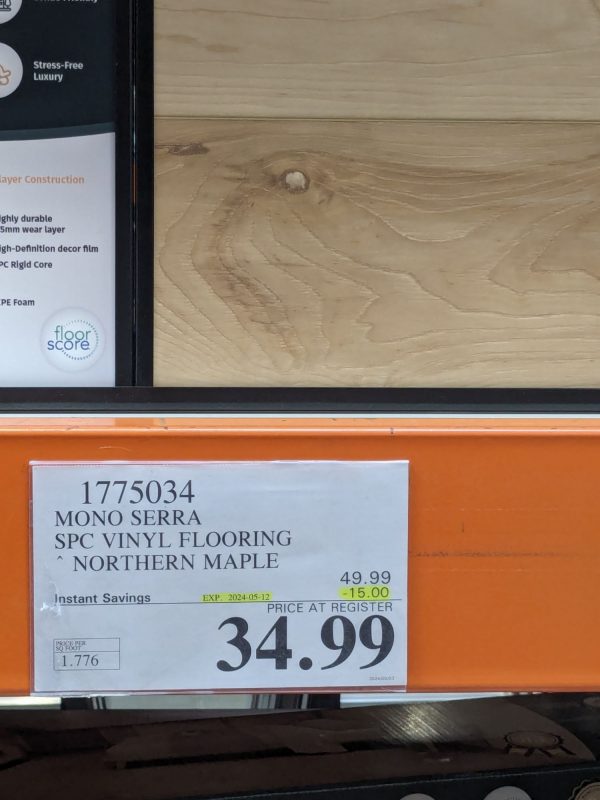 Stress-Free
Luxury
ayer Construction
ghly durable
5mm wear layer
igh-Definition decor film
PC Rigid Core
PE Foam
floor
score
1775034
MONO SERRA
SPC VINYL FLOORING
^ NORTHERN MAPLE
49.99
Instant Savings EXP. 2024-05-12 -15.00
PRICE AT REGISTER
34.99
PRICE PER
SQ FOOT
1.776